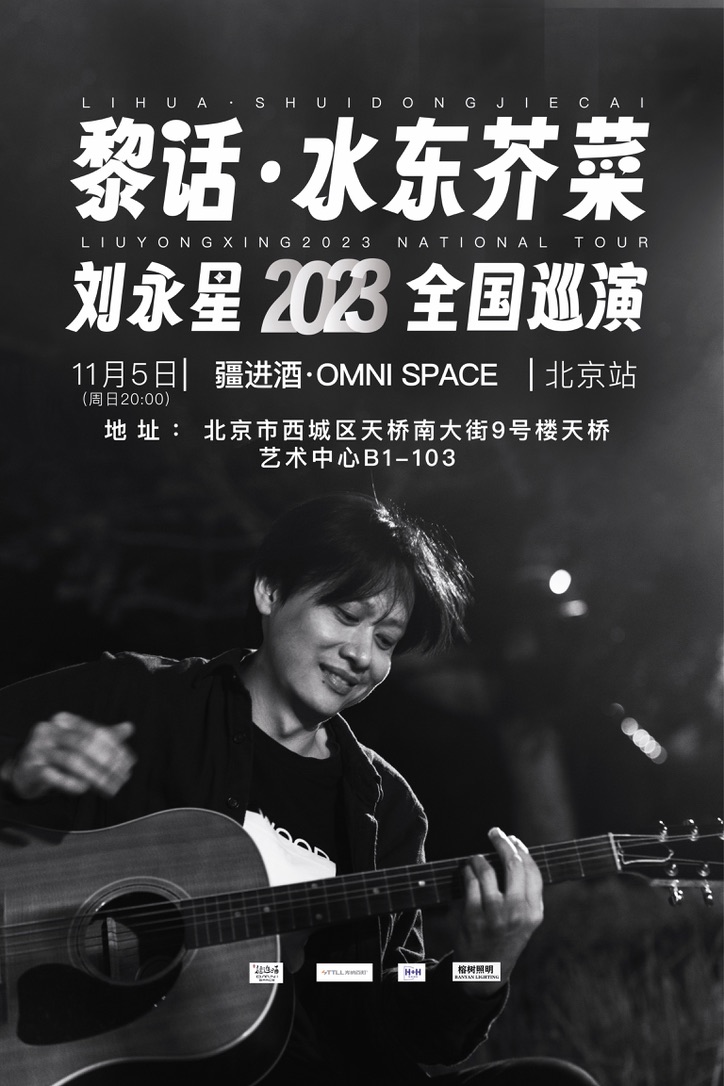 LIHUA·SHUIDONGJIECAI
黎话·水东芥菜
LIUYONGXING2023 NATIONAL TOUR
刘永星 2023 全国巡演
11月5日| 疆进酒·OMNI SPACE |北京站
(周日20:00)
地址：北京市西城区天桥南大街9号楼天桥
艺术中心B1-103
H+H
榕树照明
BANYAN LIGHTING